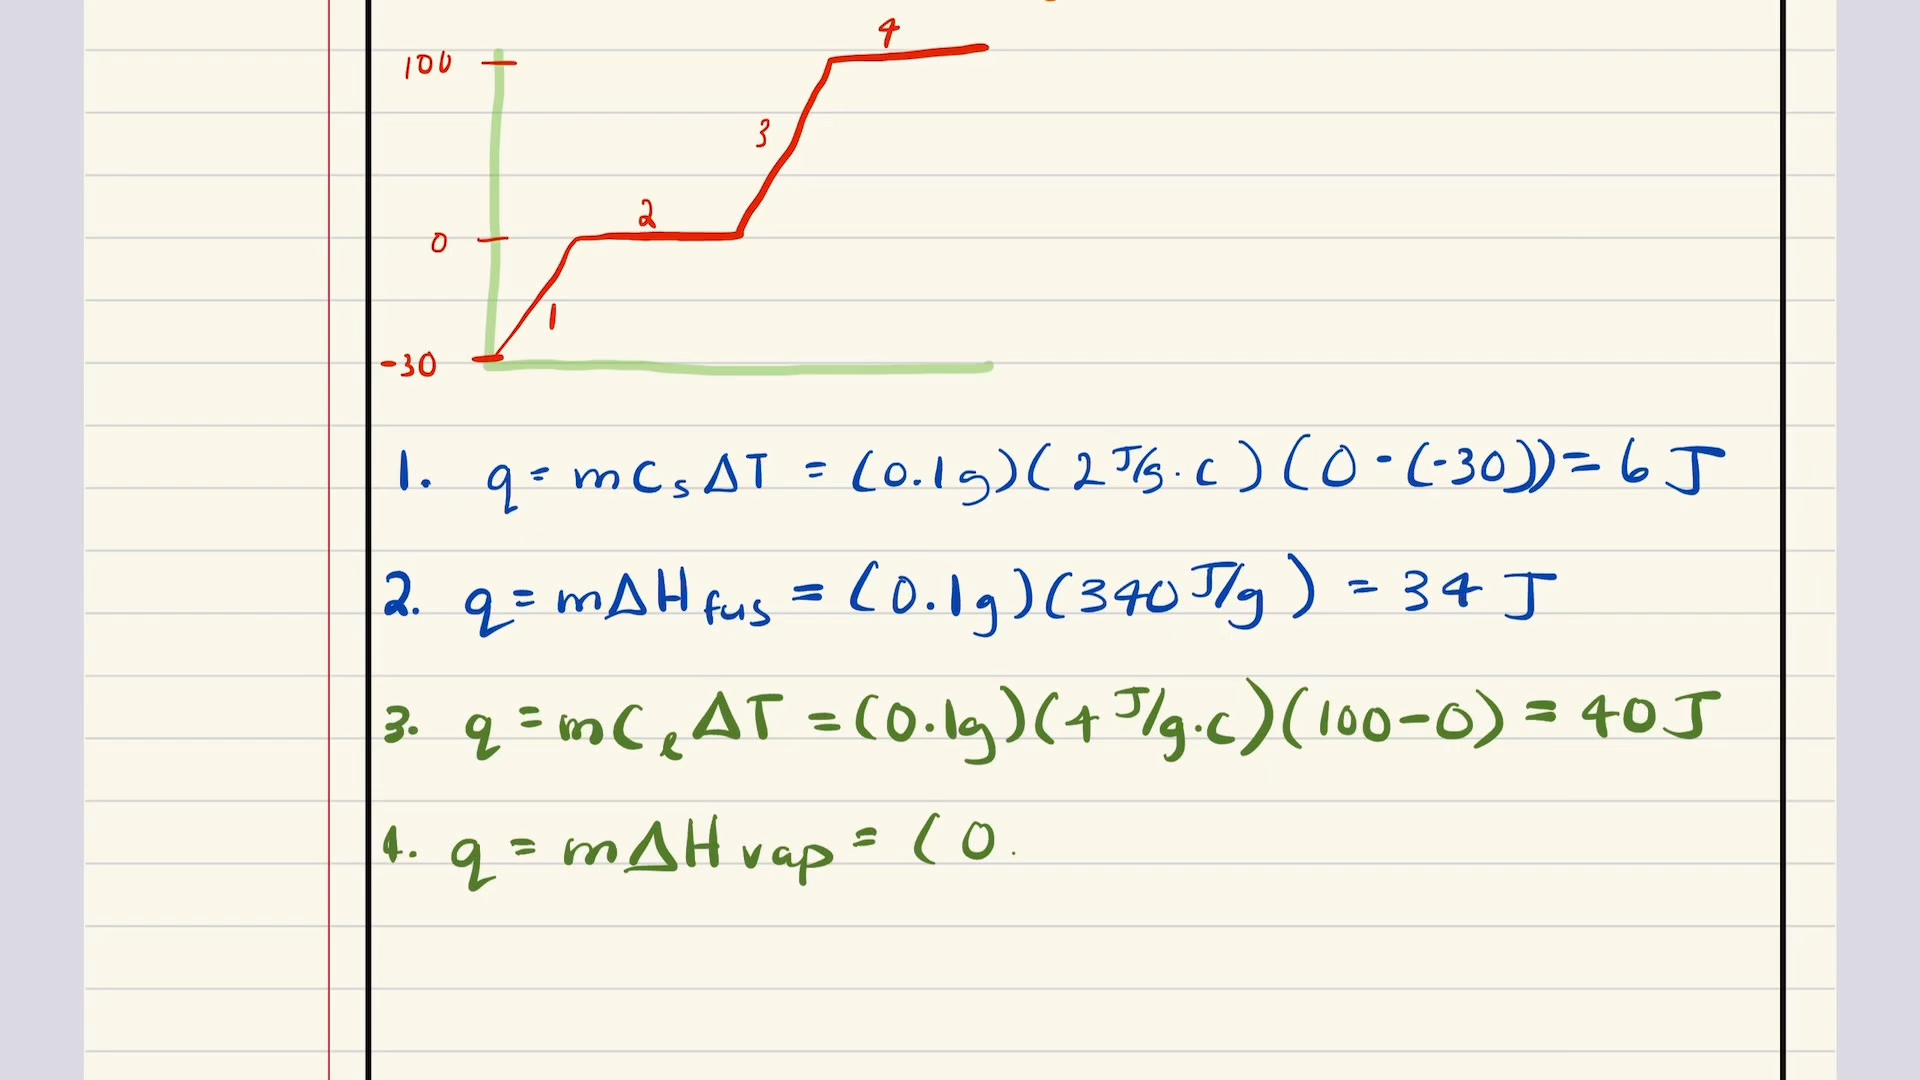 4
100
3
2
0
1
-30
1. q = mCsΔT = (0.1g)(2 J/g·c)(0-(-30)) = 6 J
2. q = mΔHfus = (0.1g)(340 J/g) = 34 J
3. q = mCℓΔT = (0.1g)(4 J/g·c)(100-0) = 40 J
4. q = mΔHvap = (0.